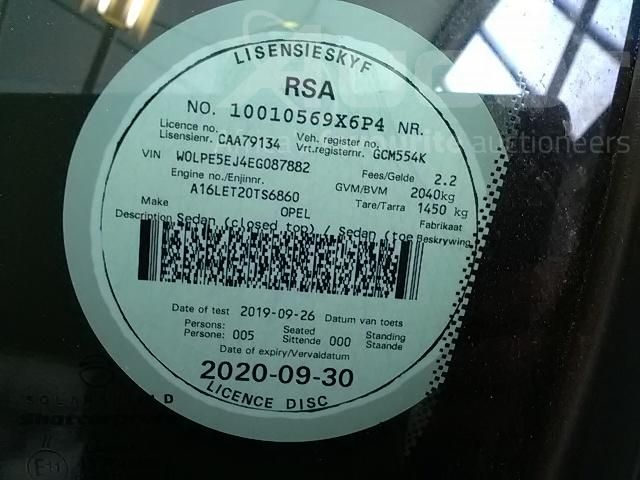 LISENSIESKYF
RSA
NO. 10010569X6P4 NR.
Licence no. Veh. register no.
Lisensienr. CAA79134 Vrt.registernr. GCM554K
VIN W0LPE5EJ4EG087882 Fees/Gelde 2.2
Engine no./Enjinnr. GVM/BVM 2040kg
A16LET20TS6860 Tare/Tarra 1450 kg
Make OPEL Fabrikaat
Description Sedan (closed top) / Sedan (toe Beskrywing
Date of test 2019-09-26 Datum van toets
Persons: Seated Standing
Persone: 005 Sittende 000 Staande
Date of expiry/Vervaldatum
2020-09-30
LICENCE DISC
favourite auctioneers